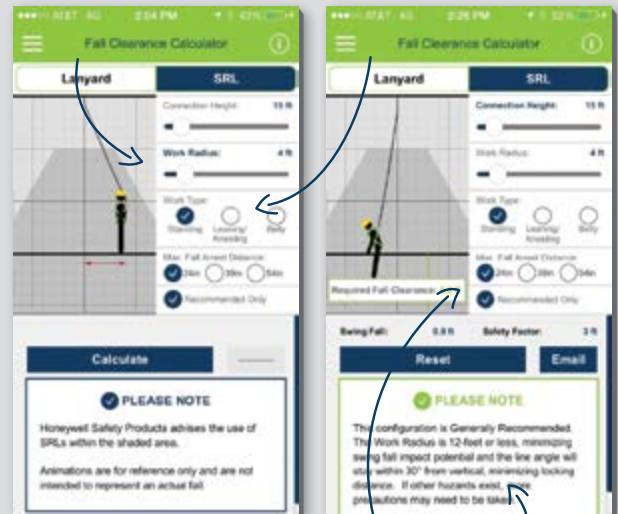 AT&T 4G 2:04 PM 42%
Fall Clearance Calculator
Lanyard SRL
Connection Height: 15 ft
Work Radius: 4 ft
Work Type:
Standing Leaning/ Kneeling Belly
Max. Fall Arrest Distance:
24in 39in 54in
Recommended Only
Calculate
PLEASE NOTE
Honeywell Safety Products advises the use of
SRLs within the shaded area.
Animations are for reference only and are not
intended to represent an actual fall.
AT&T 4G 2:26 PM
Fall Clearance Calculator
Lanyard SRL
Connection Height: 15 ft
Work Radius: 4 ft
Work Type:
Standing Leaning/ Kneeling Belly
Max. Fall Arrest Distance:
24in 39in 54in
Required Fall Clearance:
Recommended Only
Swing Fall: 0.9 ft Safety Factor: 3 ft
Reset Email
PLEASE NOTE
This configuration is Generally Recommended.
The Work Radius is 12-feet or less, minimizing
swing fall impact potential and the line angle will
stay within 30° from vertical, minimizing locking
distance. If other hazards exist, more
precautions may need to be taken.